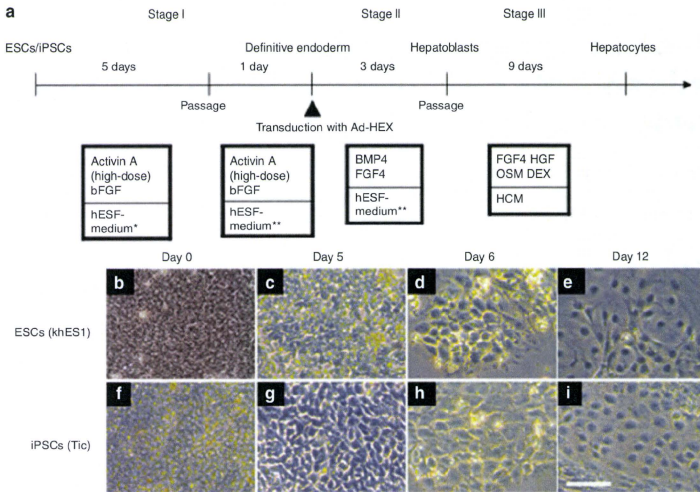 a
Stage I
Stage II
Stage III
ESCs/iPSCs
Definitive endoderm
Hepatoblasts
Hepatocytes
5 days
1 day
3 days
9 days
Passage
Passage
Transduction with Ad-HEX
Activin A
(high-dose)
bFGF
hESF-
medium*
Activin A
(high-dose)
bFGF
hESF-
medium**
BMP4
FGF4
hESF-
medium**
FGF4 HGF
OSM DEX
HCM
Day 0
Day 5
Day 6
Day 12
b
c
d
e
ESCs (khES1)
f
g
h
i
iPSCs (Tic)